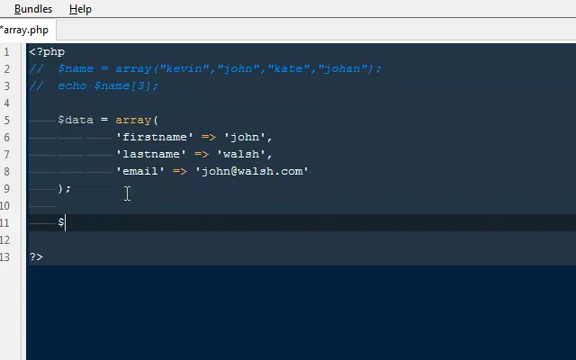 Bundles Help
*array.php
1 <?php
2 // $name = array("kevin","john","kate","johan");
3 // echo $name[3];
4
5 $data = array(
6 'firstname' => 'john',
7 'lastname' => 'walsh',
8 'email' => 'john@walsh.com'
9 );
10
11 $
12
13 ?>